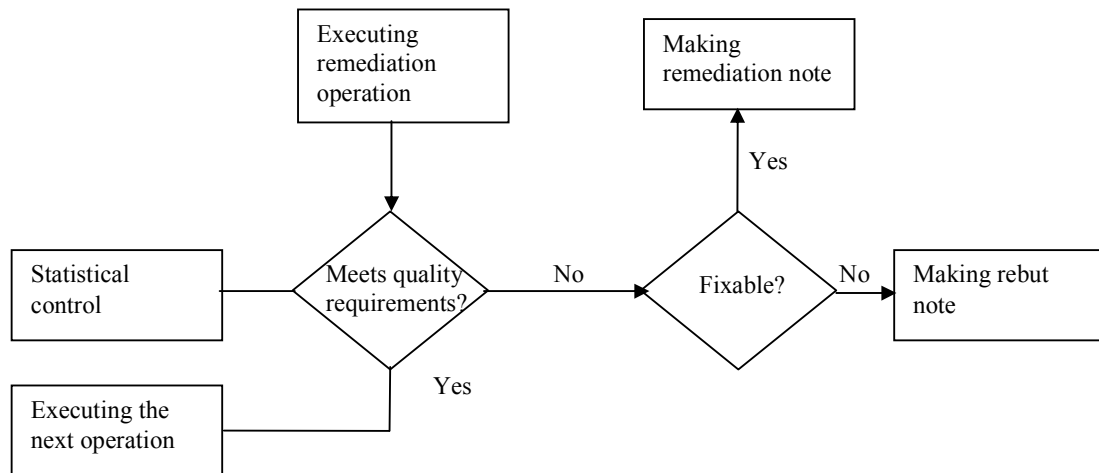 Executing
remediation
operation
Making
remediation note
Yes
Statistical
control
Meets quality
requirements?
No
Fixable?
No
Making rebut
note
Yes
Executing the
next operation